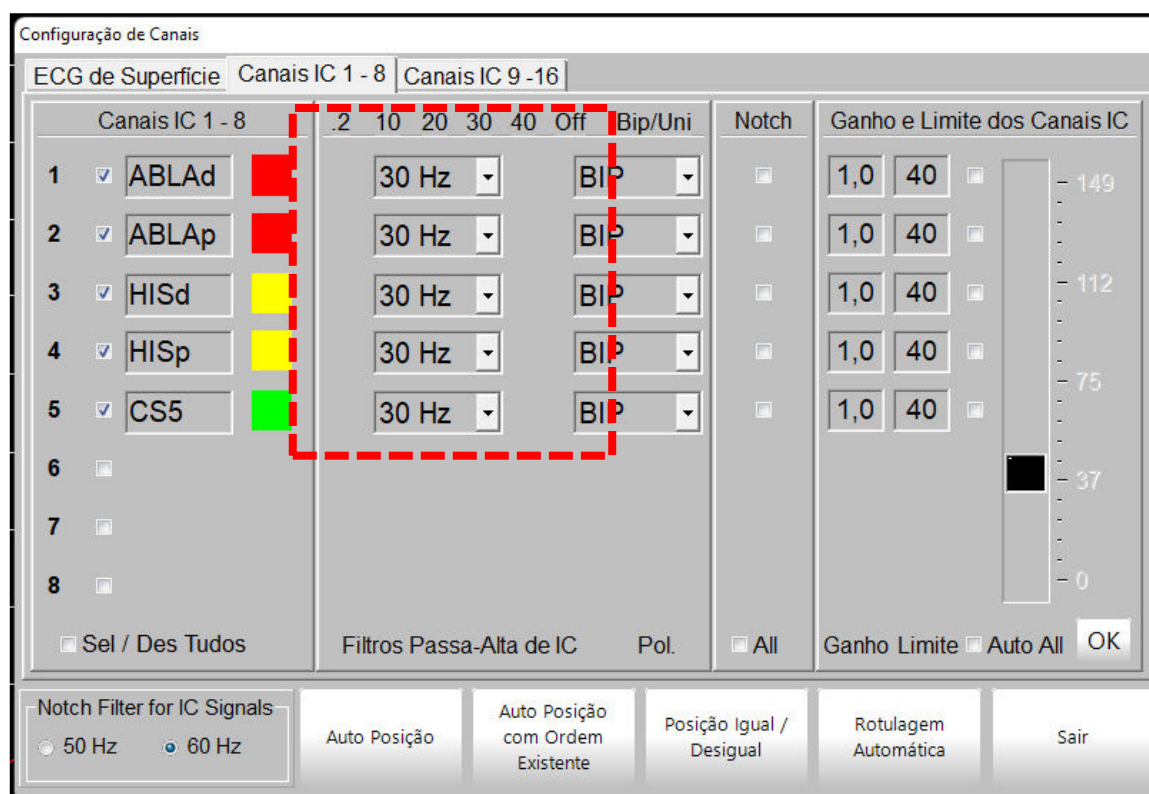 Configuração de Canais
ECG de Superfície Canais IC 1 - 8 Canais IC 9 -16
Canais IC 1 - 8 .2 10 20 30 40 Off Bip/Uni Notch Ganho e Limite dos Canais IC
1 ABLAd 30 Hz BIP 1,0 40 149
2 ABLAp 30 Hz BIP 1,0 40
3 HISd 30 Hz BIP 1,0 40 112
4 HISp 30 Hz BIP 1,0 40
75
5 CS5 30 Hz BIP 1,0 40
6
37
7
8 0
Sel / Des Tudos Filtros Passa-Alta de IC Pol. All Ganho Limite Auto All OK
Notch Filter for IC Signals
50 Hz 60 Hz
Auto Posição
Auto Posição
com Ordem
Existente
Posição Igual /
Desigual
Rotulagem
Automática
Sair